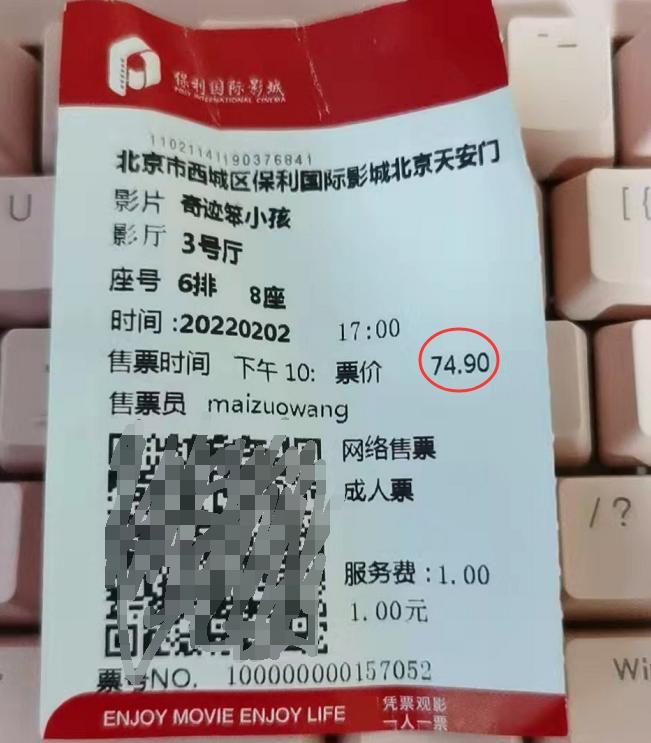 保利国际影城
POLY INTERNATIONAL CINEMA
11021141190376841
北京市西城区保利国际影城北京天安门
影片 奇迹笨小孩
影厅 3号厅
座号 6排 8座
时间:20220202 17:00
售票时间 下午 10: 票价 74.90
售票员 maizuowang
网络售票
成人票
服务费:1.00
1.00元
票号NO. 100000000157052
ENJOY MOVIE ENJOY LIFE
凭票观影
一人一票
U
[{
/ ?
Wi